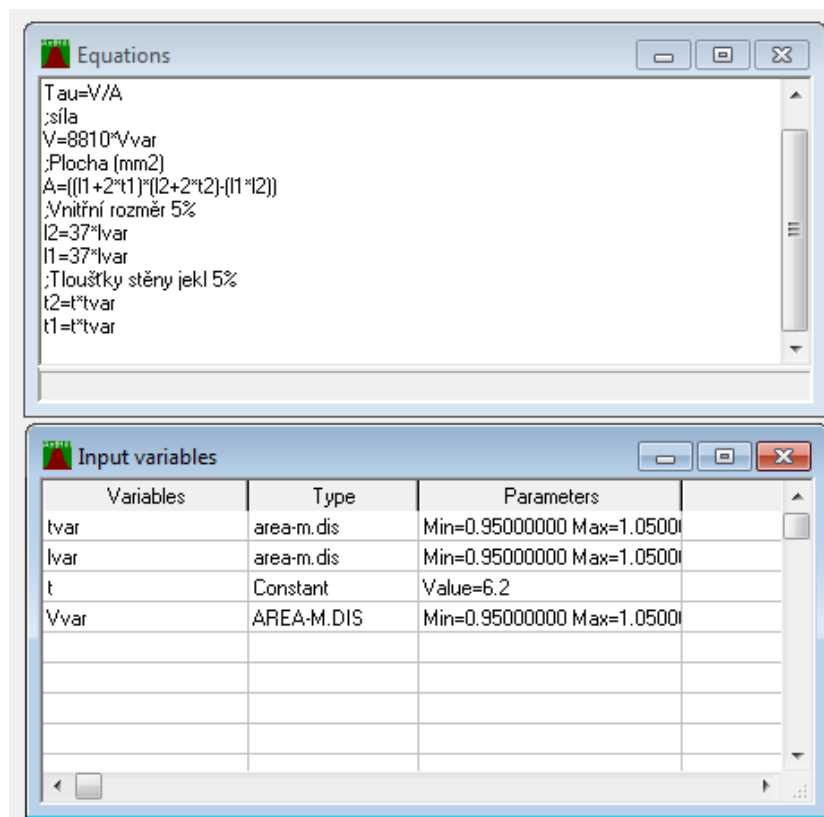 Equations
Tau=V/A
;síla
V=8810*Vvar
;Plocha (mm2)
A=((l1+2*t1)*(l2+2*t2)-(l1*l2))
;Vnitřní rozměr 5%
l2=37*lvar
l1=37*lvar
;Tloušťky stěny jekl 5%
t2=t*tvar
t1=t*tvar
Input variables
Variables Type Parameters
tvar area-m.dis Min=0.95000000 Max=1.0500
lvar area-m.dis Min=0.95000000 Max=1.0500
t Constant Value=6.2
Vvar AREA-M.DIS Min=0.95000000 Max=1.0500